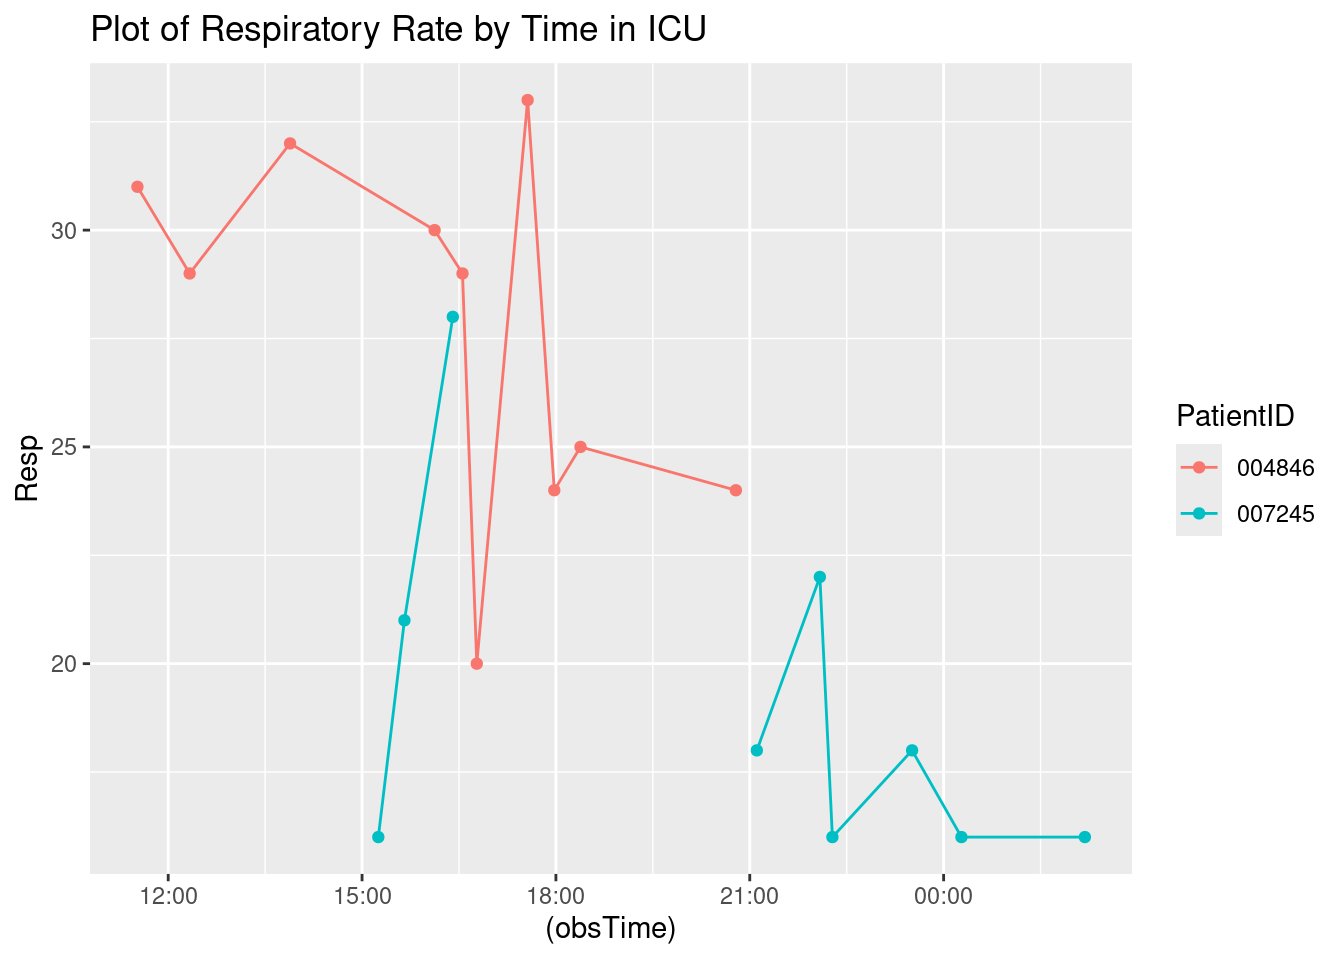 Plot of Respiratory Rate by Time in ICU
30
25
20
Resp
12:00
15:00
18:00
21:00
00:00
(obsTime)
PatientID
004846
007245